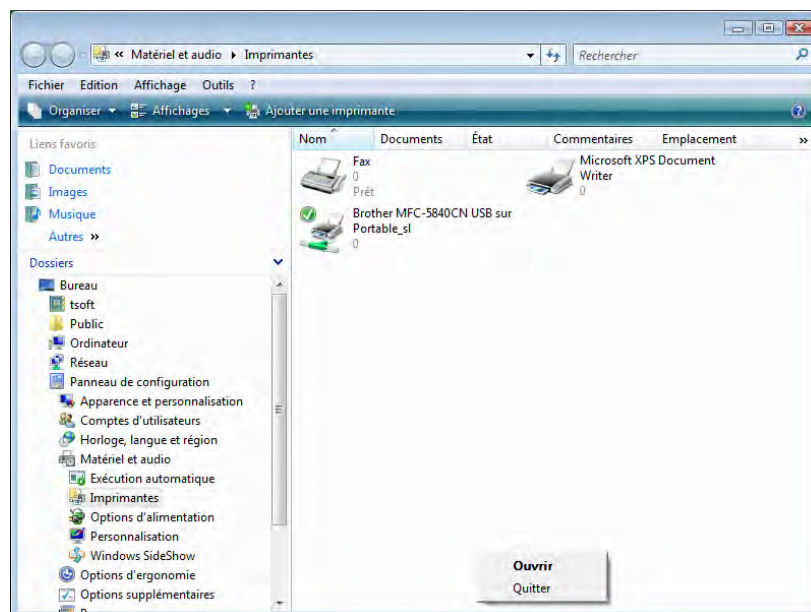 « Matériel et audio Imprimantes
Rechercher
Fichier Edition Affichage Outils ?
Organiser Affichages Ajouter une imprimante
Liens favoris
Documents
Images
Musique
Autres »
Dossiers
Bureau
tsoft
Public
Ordinateur
Réseau
Panneau de configuration
Apparence et personnalisation
Comptes d'utilisateurs
Horloge, langue et région
Matériel et audio
Exécution automatique
Imprimantes
Options d'alimentation
Personnalisation
Windows SideShow
Options d'ergonomie
Options supplémentaires
Nom Documents État Commentaires Emplacement »
Fax
0
Prêt
Microsoft XPS Document
Writer
0
Brother MFC-5840CN USB sur
Portable_sl
0
Ouvrir
Quitter